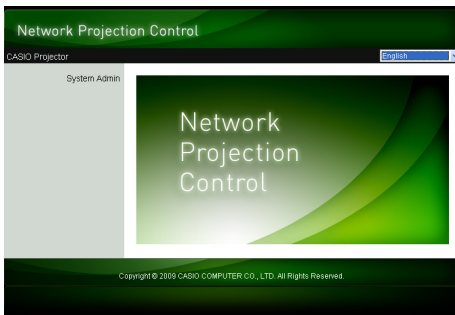 Network Projection Control
CASIO Projector
English
System Admin
Network
Projection
Control
Copyright © 2009 CASIO COMPUTER CO., LTD. All Rights Reserved.